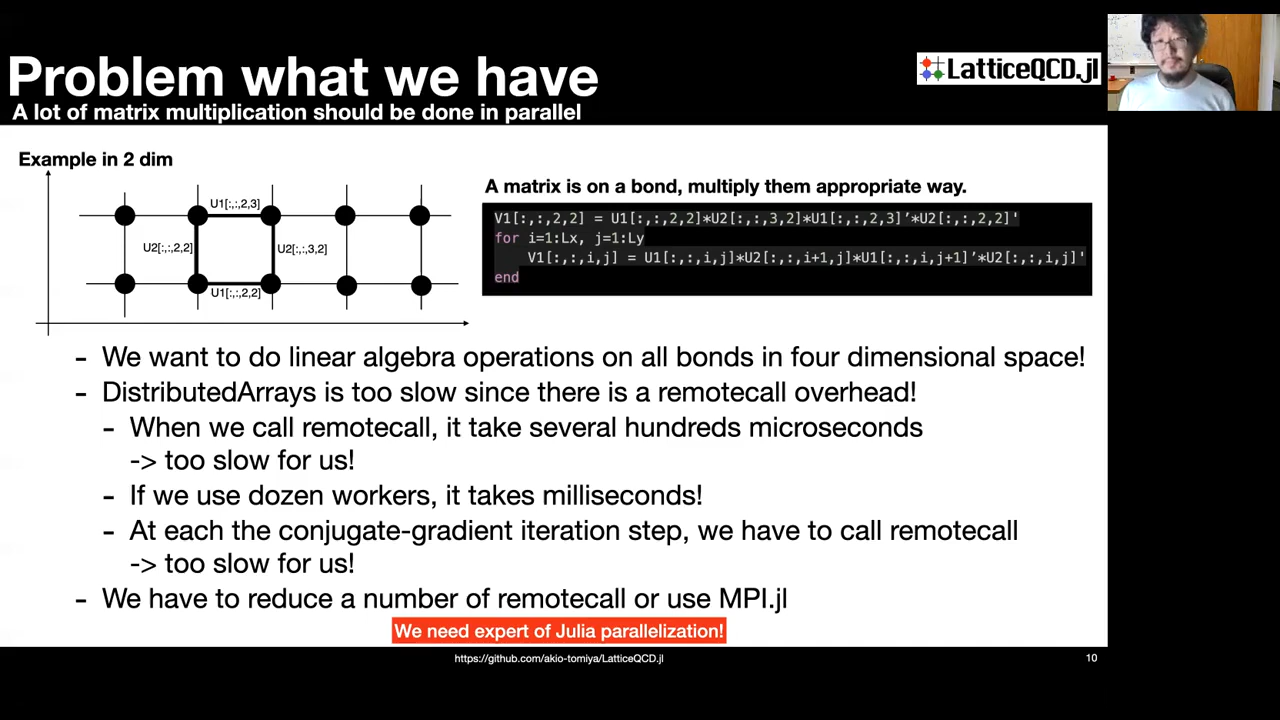 Problem what we have
A lot of matrix multiplication should be done in parallel
LatticeQCD.jl
Example in 2 dim
U1[:,:,2,3]
U2[:,:,2,2]
U2[:,:,3,2]
U1[:,:,2,2]
A matrix is on a bond, multiply them appropriate way.
V1[:,:,2,2] = U1[:,:,2,2]*U2[:,:,3,2]*U1[:,:,2,3]’*U2[:,:,2,2]'
for i=1:Lx, j=1:Ly
V1[:,:,i,j] = U1[:,:,i,j]*U2[:,:,i+1,j]*U1[:,:,i,j+1]’*U2[:,:,i,j]'
end
- We want to do linear algebra operations on all bonds in four dimensional space!
- DistributedArrays is too slow since there is a remotecall overhead!
- When we call remotecall, it take several hundreds microseconds
-> too slow for us!
- If we use dozen workers, it takes milliseconds!
- At each the conjugate-gradient iteration step, we have to call remotecall
-> too slow for us!
- We have to reduce a number of remotecall or use MPI.jl
We need expert of Julia parallelization!
https://github.com/akio-tomiya/LatticeQCD.jl
10